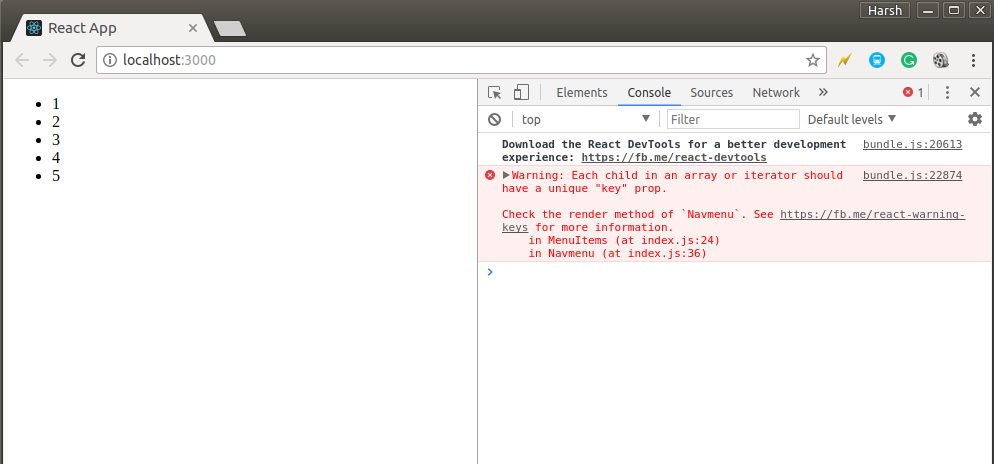 Harsh
React App
localhost:3000
1
2
3
4
5
Elements Console Sources Network » 1
top Filter Default levels
Download the React DevTools for a better development bundle.js:20613
experience: https://fb.me/react-devtools
Warning: Each child in an array or iterator should bundle.js:22874
have a unique "key" prop.
Check the render method of `Navmenu`. See https://fb.me/react-warning-
keys for more information.
in MenuItems (at index.js:24)
in Navmenu (at index.js:36)